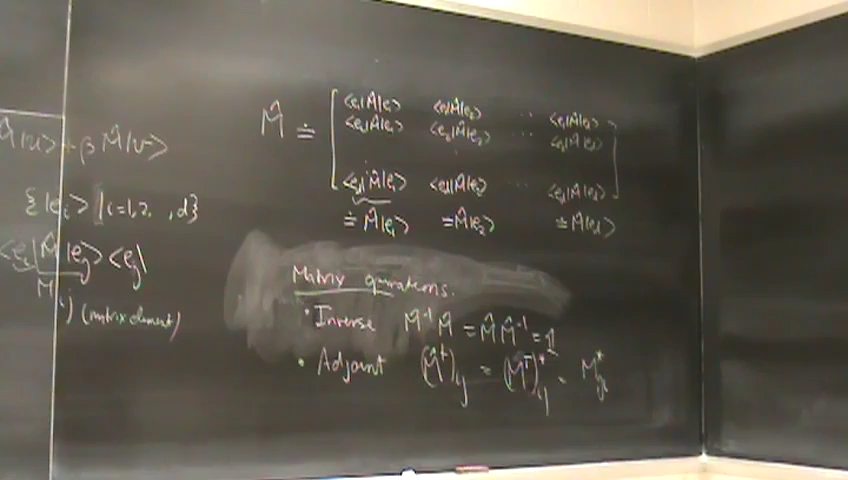 M̂|u⟩ + β M̂|v⟩
{|eᵢ⟩ | i=1,2, ,d}
⟨eᵢ|M̂|eⱼ⟩⟨eⱼ|
(matrix element)
M̂ ≐ [ ⟨e₁|M̂|e₁⟩ ⟨e₁|M̂|e₂⟩ ... ⟨e₁|M̂|e_d⟩
⟨e₂|M̂|e₁⟩ ⟨e₂|M̂|e₂⟩ ... ⟨e₂|M̂|e_d⟩
⟨e_d|M̂|e₁⟩ ⟨e_d|M̂|e₂⟩ ... ⟨e_d|M̂|e_d⟩ ]
≐ M̂|e₁⟩ ≐ M̂|e₂⟩ ≐ M̂|e_d⟩
Matrix operations.
• Inverse M̂⁻¹ M̂ = M̂ M̂⁻¹ = 𝟙
• Adjoint (M̂†)ᵢⱼ = (Mᵀ)*ᵢⱼ = M*ⱼᵢ